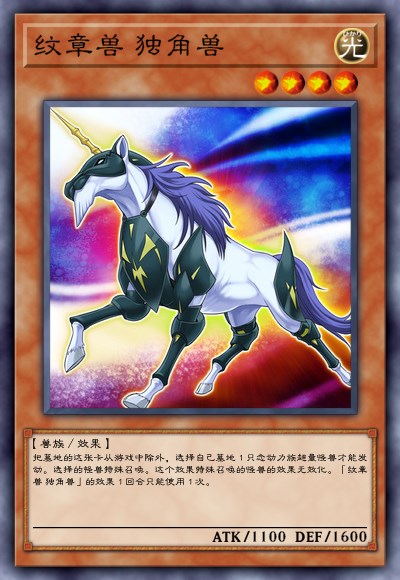 纹章兽 独角兽
光
ひかり
【兽族／效果】
把墓地的这张卡从游戏中除外，选择自己墓地1只念动力族超量怪兽才能发
动。选择的怪兽特殊召唤。这个效果特殊召唤的怪兽的效果无效化。「纹章
兽 独角兽」的效果1回合只能使用1次。
ATK/1100 DEF/1600